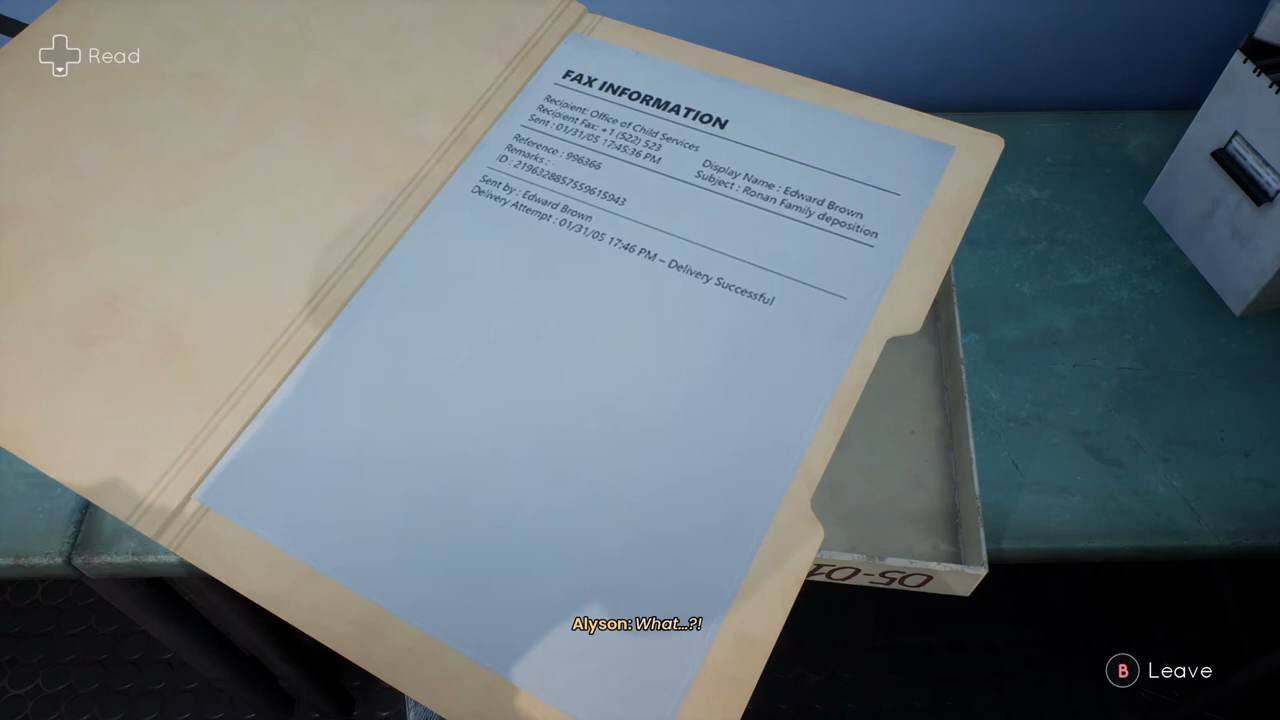 Read
FAX INFORMATION
Recipient: Office of Child Services
Recipient Fax: +1 (522) 523
Sent : 01/31/05 17:45:36 PM
Display Name : Edward Brown
Subject : Ronan Family deposition
Reference : 996366
Remarks : -
ID : 2196328857559615943
Sent by : Edward Brown
Delivery Attempt : 01/31/05 17:46 PM – Delivery Successful
05-01
Alyson: What...?!
B Leave